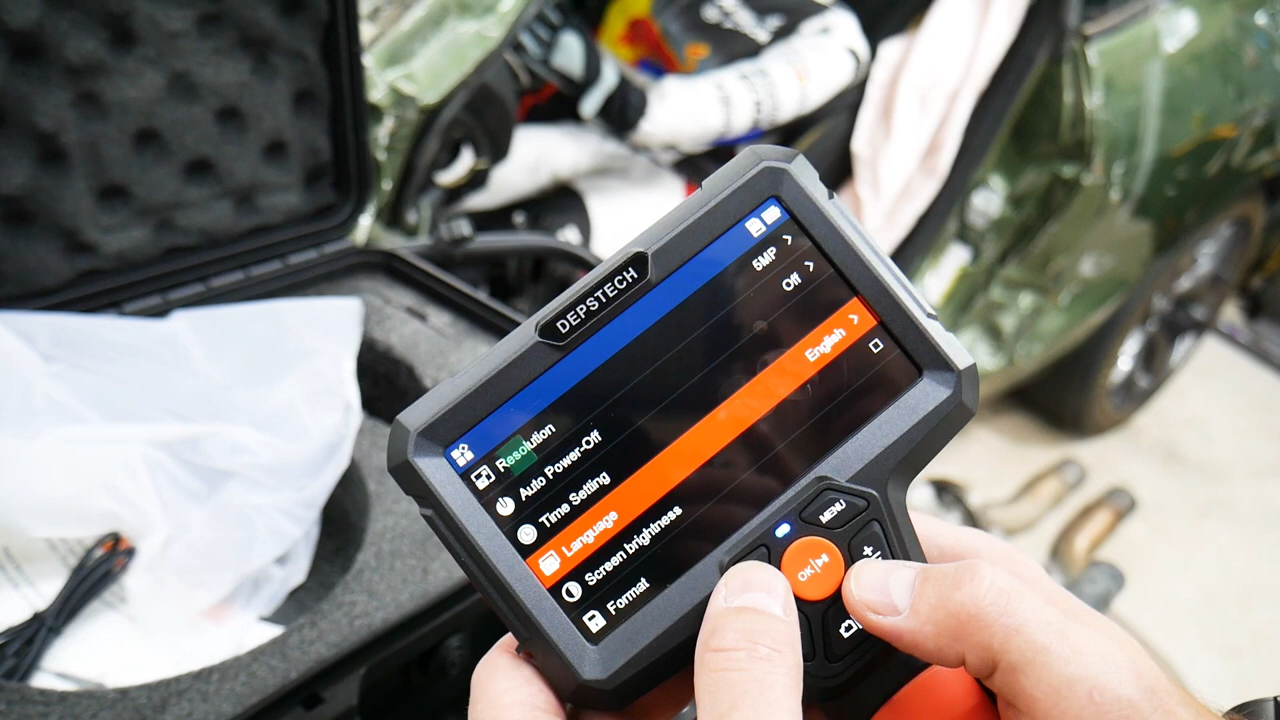 DEPSTECH
Resolution 5MP
Auto Power-Off Off
Time Setting
Language English
Screen brightness
Format
MENU
OK